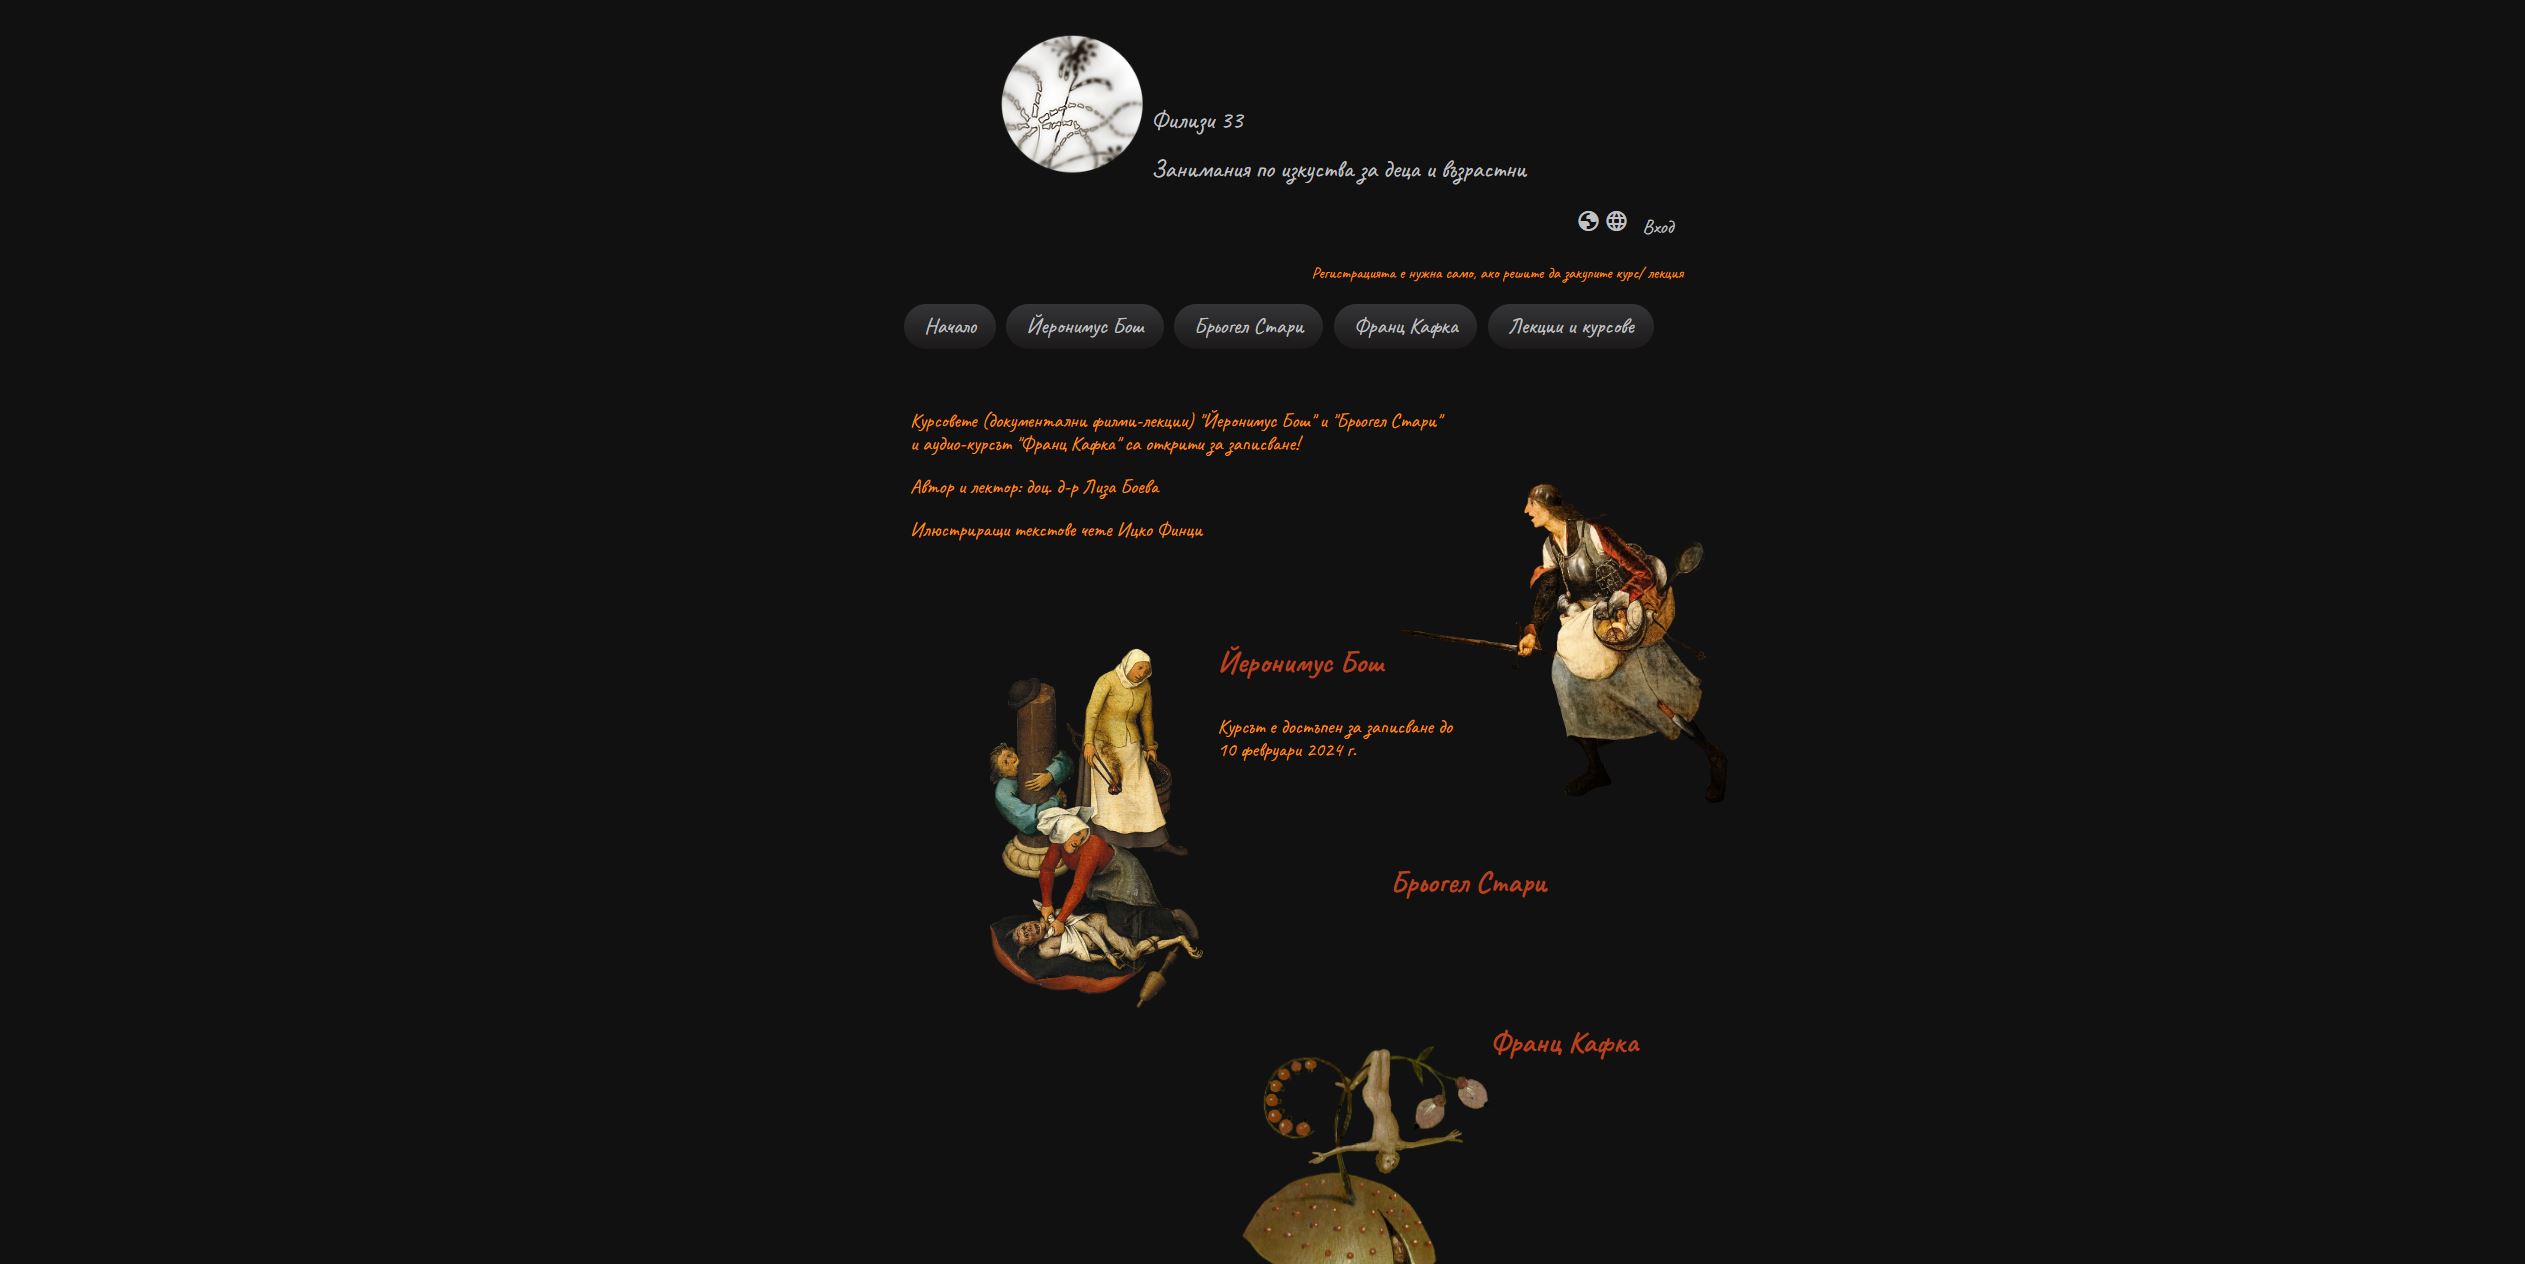 Филизи 33
Занимания по изкуства за деца и възрастни
Вход
Регистрацията е нужна само, ако решите да закупите курс/ лекция
Начало
Йеронимус Бош
Брьогел Стари
Франц Кафка
Лекции и курсове
Курсовете (документални филми-лекции) "Йеронимус Бош" и "Брьогел Стари"
и аудио-курсът "Франц Кафка" са открити за записване!
Автор и лектор: доц. д-р Лиза Боева
Илюстриращи текстове чете Ицко Финци
Йеронимус Бош
Курсът е достъпен за записване до
10 февруари 2024 г.
Брьогел Стари
Франц Кафка